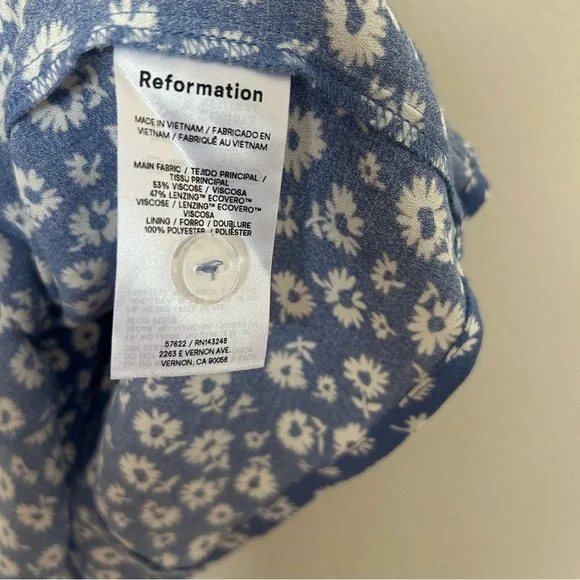 Reformation
MADE IN VIETNAM / FABRICADO EN
VIETNAM / FABRIQUÉ AU VIETNAM
MAIN FABRIC / TEJIDO PRINCIPAL /
TISSU PRINCIPAL
53% VISCOSE / VISCOSA
47% LENZING™ ECOVERO™
VISCOSE / LENZING™ ECOVERO™
VISCOSA
LINING / FORRO / DOUBLURE
100% POLYESTER / POLIÉSTER
57622 / RN143248
2263 E VERNON AVE.
VERNON, CA 90058